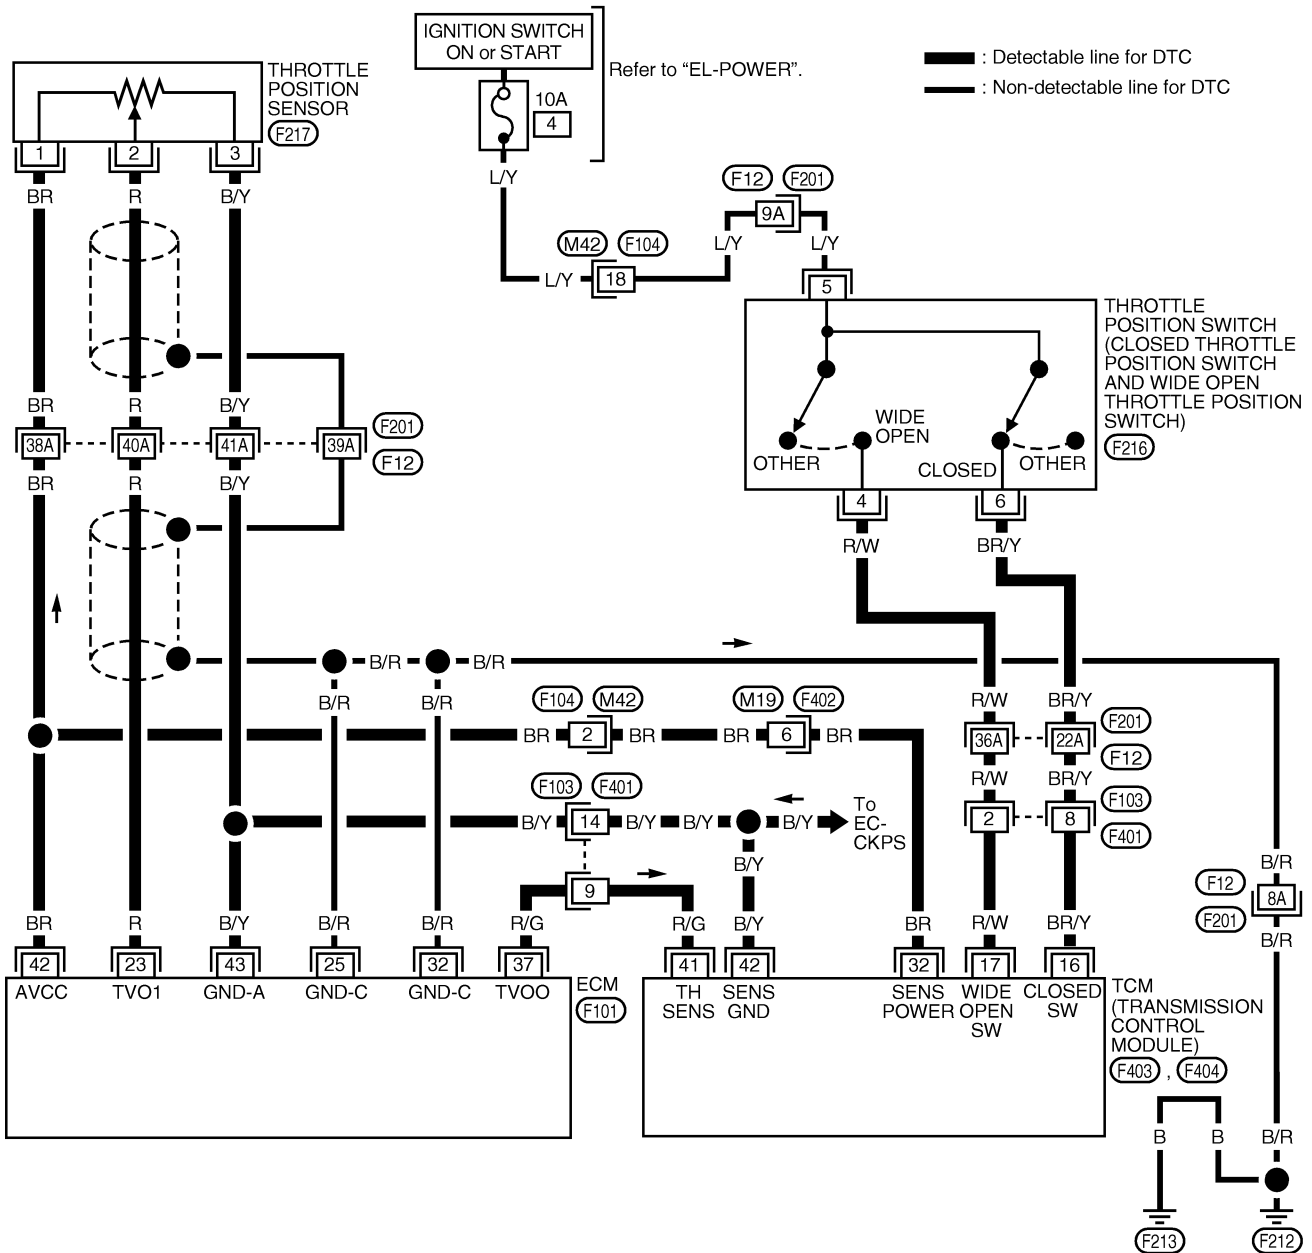 IGNITION SWITCH
ON or START
Refer to “EL-POWER”.
10A
4
: Detectable line for DTC
: Non-detectable line for DTC
THROTTLE
POSITION
SENSOR
F217
1 2 3
BR R B/Y
L/Y
F12 F201
9A
L/Y L/Y
M42 F104
L/Y 18
5
THROTTLE
POSITION SWITCH
(CLOSED THROTTLE
POSITION SWITCH
AND WIDE OPEN
THROTTLE POSITION
SWITCH)
F216
WIDE
OPEN
OTHER
CLOSED
OTHER
4 6
R/W BR/Y
BR R B/Y
38A 40A 41A 39A
F201
F12
BR R B/Y
B/R B/R
B/R B/R
F104 M42
BR 2 BR
M19 F402
BR 6 BR
R/W BR/Y
36A 22A
F201
F12
R/W BR/Y
2 8
F103
F401
F103 F401
B/Y 14 B/Y B/Y B/Y
To
EC-
CKPS
B/Y
9
B/R
F12
8A
F201
B/R
BR R B/Y B/R B/R R/G R/G B/Y BR R/W BR/Y
42 23 43 25 32 37 41 42 32 17 16
AVCC TVO1 GND-A GND-C GND-C TVOO
ECM
F101
TH
SENS
SENS
GND
SENS
POWER
WIDE
OPEN
SW
CLOSED
SW
TCM
(TRANSMISSION
CONTROL
MODULE)
F403 , F404
B B B/R
F213 F212